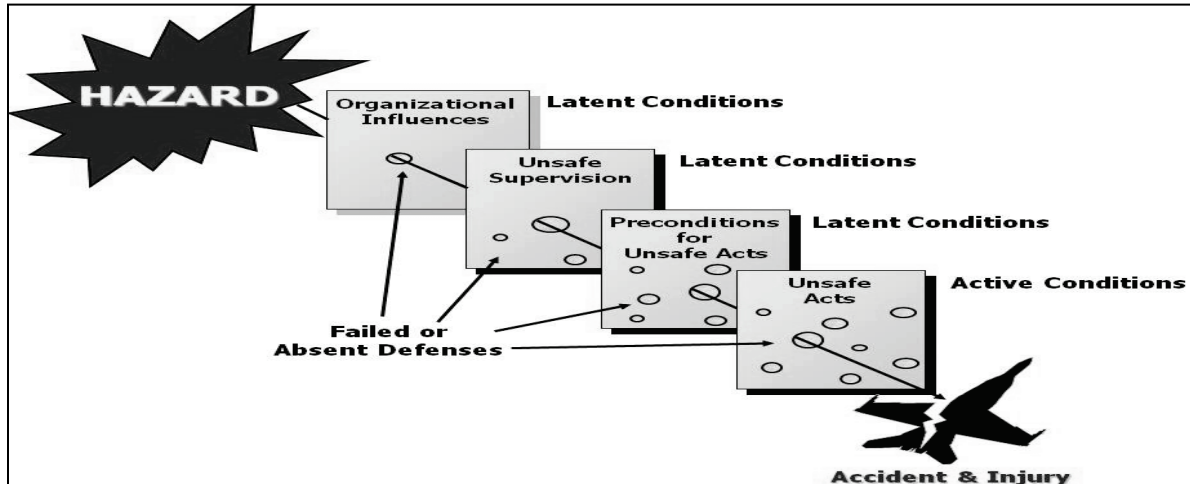 HAZARD
Organizational
Influences
Latent Conditions
Unsafe
Supervision
Latent Conditions
Preconditions
for
Unsafe Acts
Latent Conditions
Unsafe
Acts
Active Conditions
Failed or
Absent Defenses
Accident & Injury